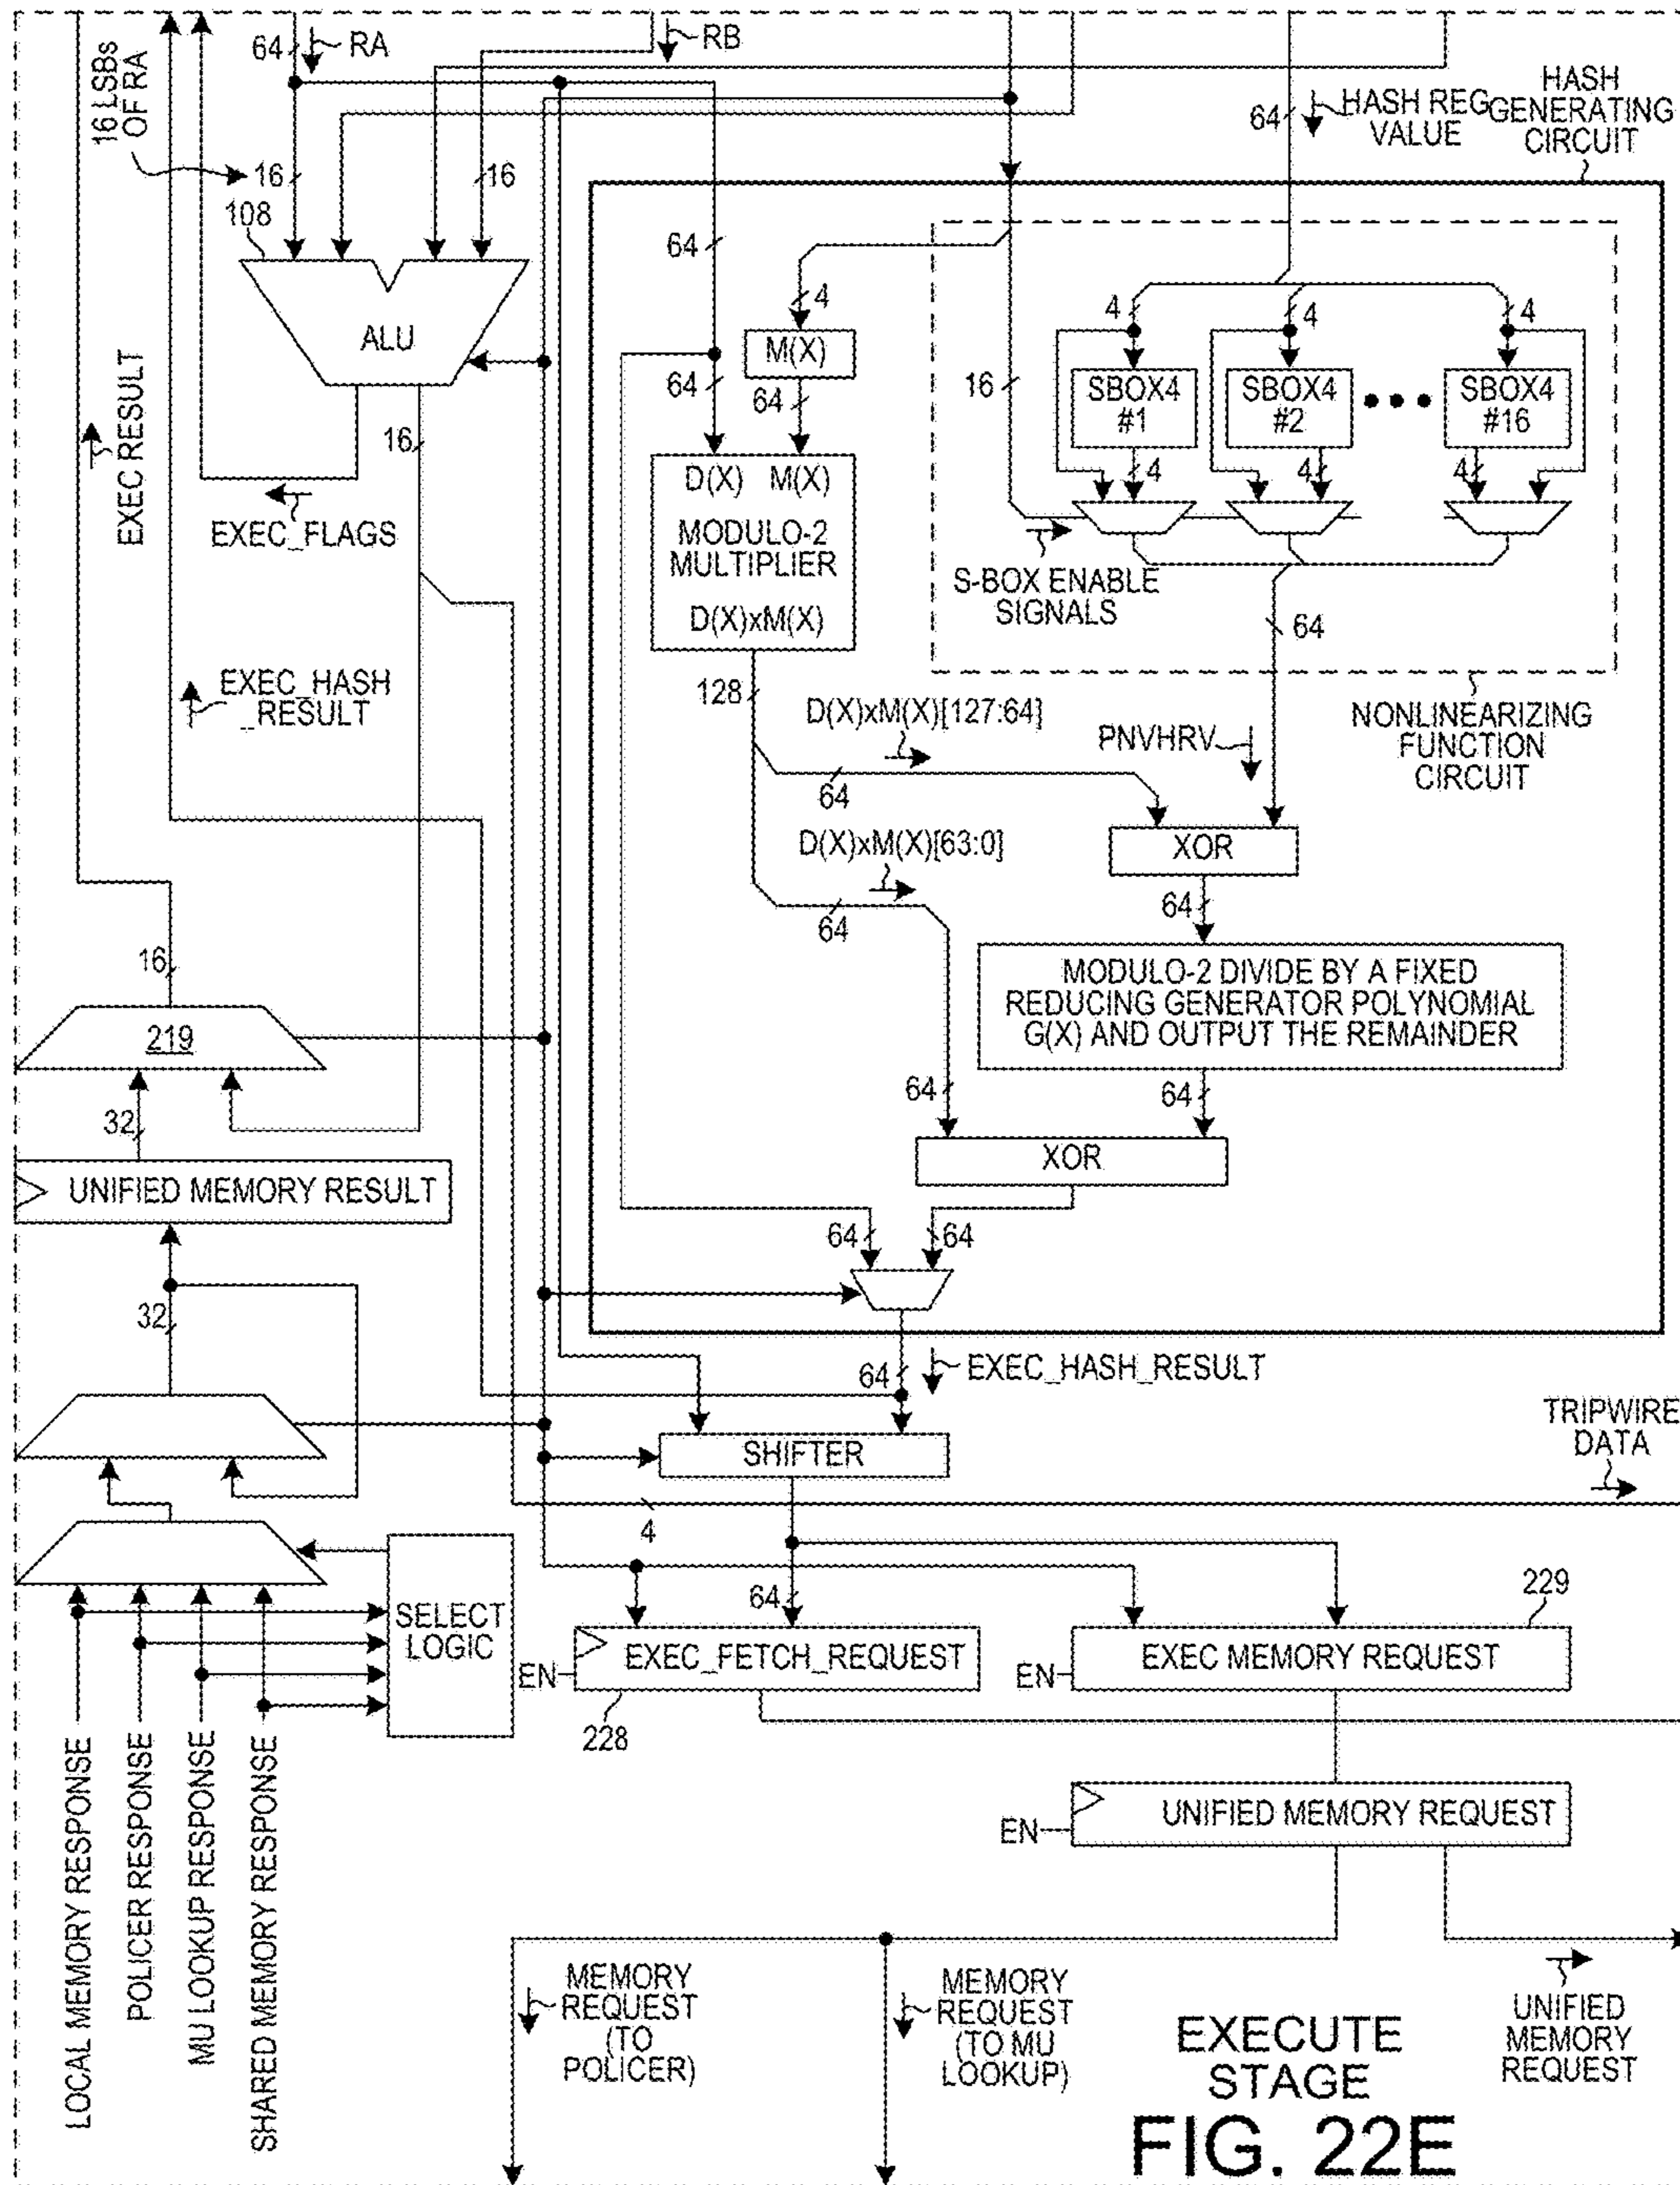 64
RA
RB
16 LSBs
OF RA
16
16
108
ALU
EXEC RESULT
16
EXEC_FLAGS
EXEC_HASH
_RESULT
64
HASH REG
VALUE
HASH
GENERATING
CIRCUIT
64
4
M(X)
64
64
D(X) M(X)
MODULO-2
MULTIPLIER
D(X)xM(X)
128
16
4
4
4
SBOX4
#1
SBOX4
#2
SBOX4
#16
4
4
4
S-BOX ENABLE
SIGNALS
64
NONLINEARIZING
FUNCTION
CIRCUIT
D(X)xM(X)[127:64]
64
PNVHRV
D(X)xM(X)[63:0]
64
XOR
64
MODULO-2 DIVIDE BY A FIXED
REDUCING GENERATOR POLYNOMIAL
G(X) AND OUTPUT THE REMAINDER
64
64
XOR
64
64
64
EXEC_HASH_RESULT
16
219
32
UNIFIED MEMORY RESULT
32
SHIFTER
TRIPWIRE
DATA
4
64
SELECT
LOGIC
EN
EXEC_FETCH_REQUEST
228
EN
EXEC MEMORY REQUEST
229
LOCAL MEMORY RESPONSE
POLICER RESPONSE
MU LOOKUP RESPONSE
SHARED MEMORY RESPONSE
EN
UNIFIED MEMORY REQUEST
MEMORY
REQUEST
(TO
POLICER)
MEMORY
REQUEST
(TO MU
LOOKUP)
UNIFIED
MEMORY
REQUEST
EXECUTE
STAGE
FIG. 22E